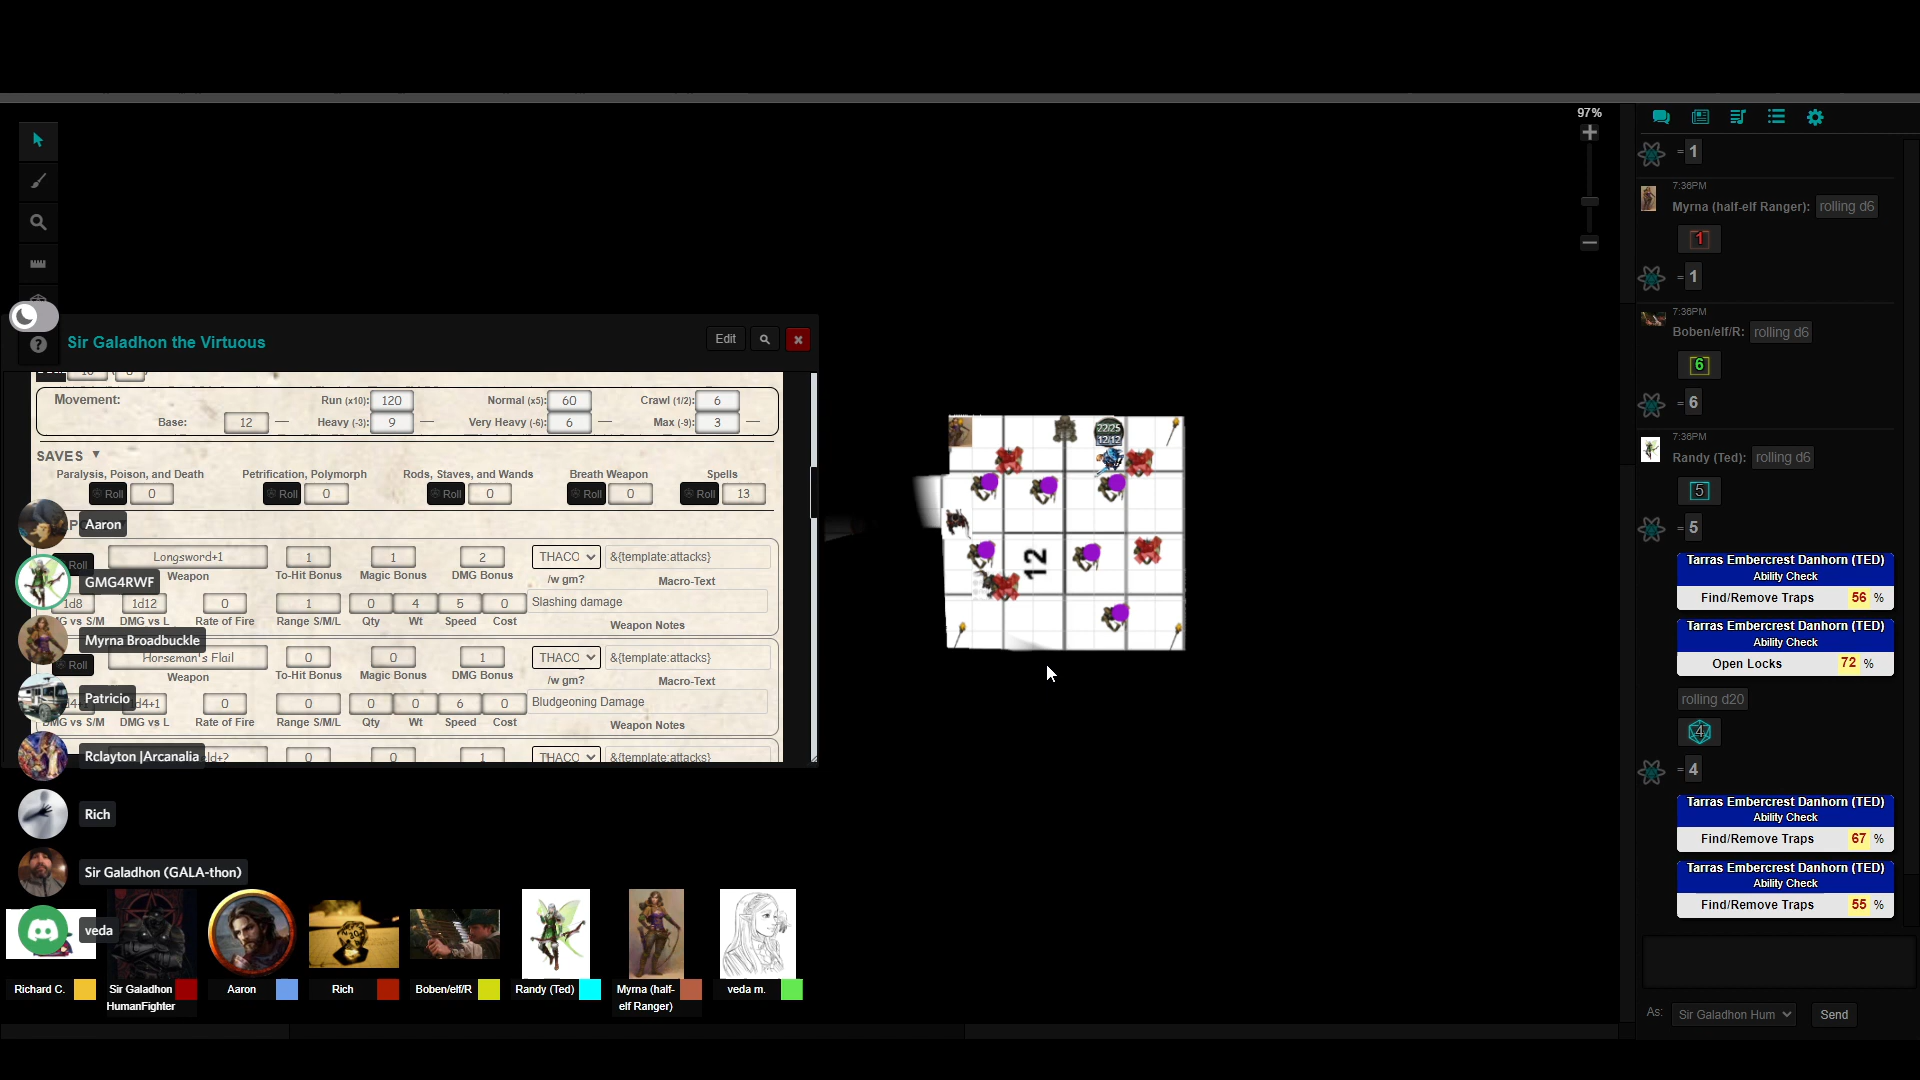 97%
Sir Galadhon the Virtuous
Edit
Movement:
Run (x10): 120
Normal (x5): 60
Crawl (1/2): 6
Base: 12
Heavy (-3): 9
Very Heavy (-6): 6
Max (-9): 3
SAVES
Paralysis, Poison, and Death
Petrification, Polymorph
Rods, Staves, and Wands
Breath Weapon
Spells
Roll 0
Roll 0
Roll 0
Roll 0
Roll 13
Aaron
Roll
Longsword+1
1
1
2
THAC0
&{template:attacks}
Weapon
To-Hit Bonus
Magic Bonus
DMG Bonus
/w gm?
Macro-Text
GMG4RWF
1d8
1d12
0
1
0
4
5
0
Slashing damage
DMG vs L
Rate of Fire
Range S/M/L
Qty
Wt
Speed
Cost
Weapon Notes
Myrna Broadbuckle
Roll
Horseman's Flail
0
0
1
THAC0
&{template:attacks}
Weapon
To-Hit Bonus
Magic Bonus
DMG Bonus
/w gm?
Macro-Text
Patricio
0
0
0
0
6
0
Bludgeoning Damage
DMG vs S/M
DMG vs L
Rate of Fire
Range S/M/L
Qty
Wt
Speed
Cost
Weapon Notes
Rclayton |Arcanalia
0
0
1
THAC0
&{template:attacks}
Rich
Sir Galadhon (GALA-thon)
veda
Richard C.
Sir Galadhon HumanFighter
Aaron
Rich
Boben/elf/R
Randy (Ted)
Myrna (half-elf Ranger)
veda m.
22/25
12/12
12
= 1
7:36PM
Myrna (half-elf Ranger): rolling d6
1
= 1
7:36PM
Boben/elf/R: rolling d6
6
= 6
7:36PM
Randy (Ted): rolling d6
5
= 5
Tarras Embercrest Danhorn (TED)
Ability Check
Find/Remove Traps 56 %
Tarras Embercrest Danhorn (TED)
Ability Check
Open Locks 72 %
rolling d20
4
= 4
Tarras Embercrest Danhorn (TED)
Ability Check
Find/Remove Traps 67 %
Tarras Embercrest Danhorn (TED)
Ability Check
Find/Remove Traps 55 %
As: Sir Galadhon Hum
Send